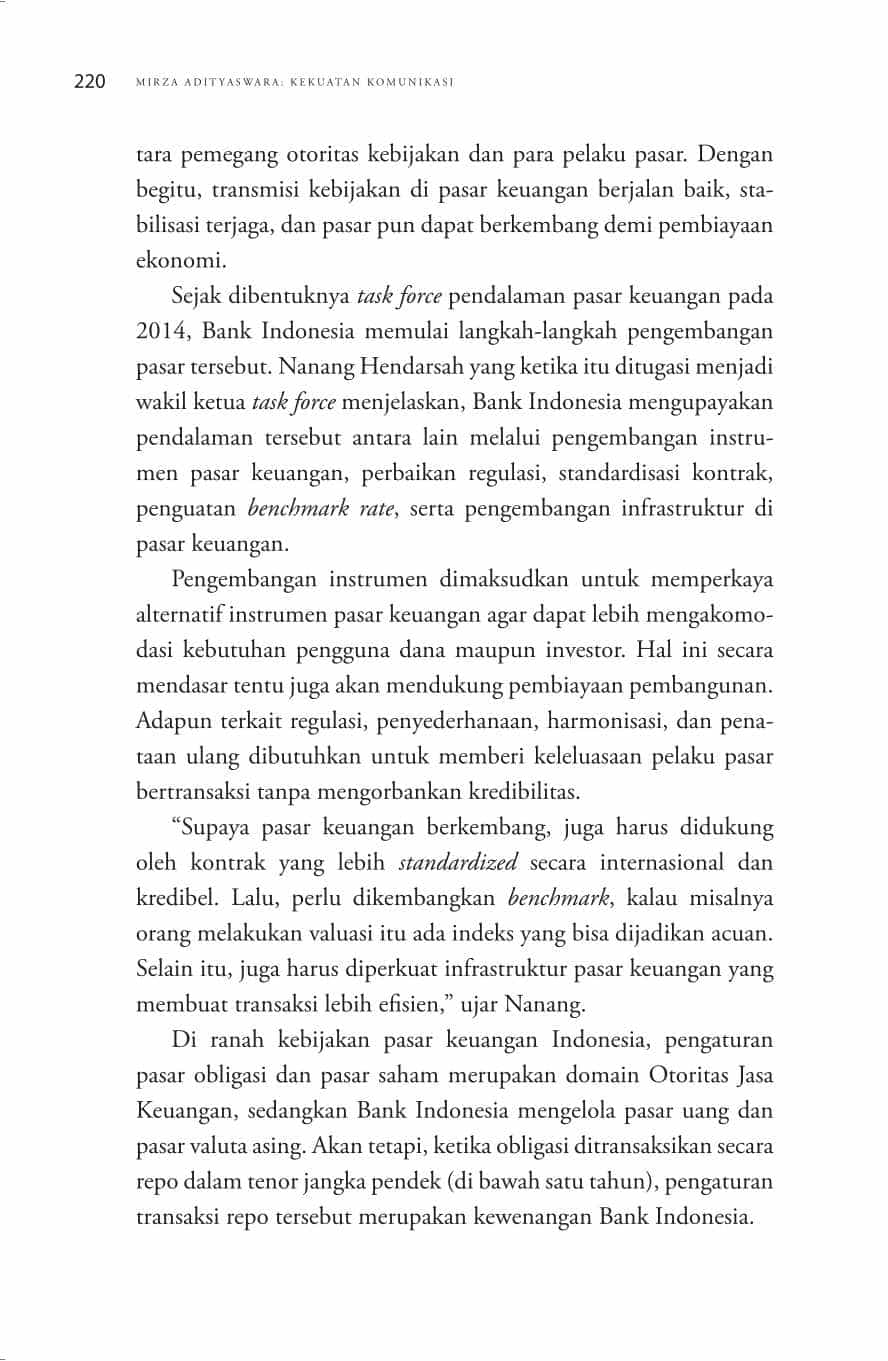 220 MIRZA ADITYASWARA: KEKUATAN KOMUNIKASI
tara pemegang otoritas kebijakan dan para pelaku pasar. Dengan
begitu, transmisi kebijakan di pasar keuangan berjalan baik, sta-
bilisasi terjaga, dan pasar pun dapat berkembang demi pembiayaan
ekonomi.
Sejak dibentuknya task force pendalaman pasar keuangan pada
2014, Bank Indonesia memulai langkah-langkah pengembangan
pasar tersebut. Nanang Hendarsah yang ketika itu ditugasi menjadi
wakil ketua task force menjelaskan, Bank Indonesia mengupayakan
pendalaman tersebut antara lain melalui pengembangan instru-
men pasar keuangan, perbaikan regulasi, standardisasi kontrak,
penguatan benchmark rate, serta pengembangan infrastruktur di
pasar keuangan.
Pengembangan instrumen dimaksudkan untuk memperkaya
alternatif instrumen pasar keuangan agar dapat lebih mengakomo-
dasi kebutuhan pengguna dana maupun investor. Hal ini secara
mendasar tentu juga akan mendukung pembiayaan pembangunan.
Adapun terkait regulasi, penyederhanaan, harmonisasi, dan pena-
taan ulang dibutuhkan untuk memberi keleluasaan pelaku pasar
bertransaksi tanpa mengorbankan kredibilitas.
“Supaya pasar keuangan berkembang, juga harus didukung
oleh kontrak yang lebih standardized secara internasional dan
kredibel. Lalu, perlu dikembangkan benchmark, kalau misalnya
orang melakukan valuasi itu ada indeks yang bisa dijadikan acuan.
Selain itu, juga harus diperkuat infrastruktur pasar keuangan yang
membuat transaksi lebih efisien,” ujar Nanang.
Di ranah kebijakan pasar keuangan Indonesia, pengaturan
pasar obligasi dan pasar saham merupakan domain Otoritas Jasa
Keuangan, sedangkan Bank Indonesia mengelola pasar uang dan
pasar valuta asing. Akan tetapi, ketika obligasi ditransaksikan secara
repo dalam tenor jangka pendek (di bawah satu tahun), pengaturan
transaksi repo tersebut merupakan kewenangan Bank Indonesia.